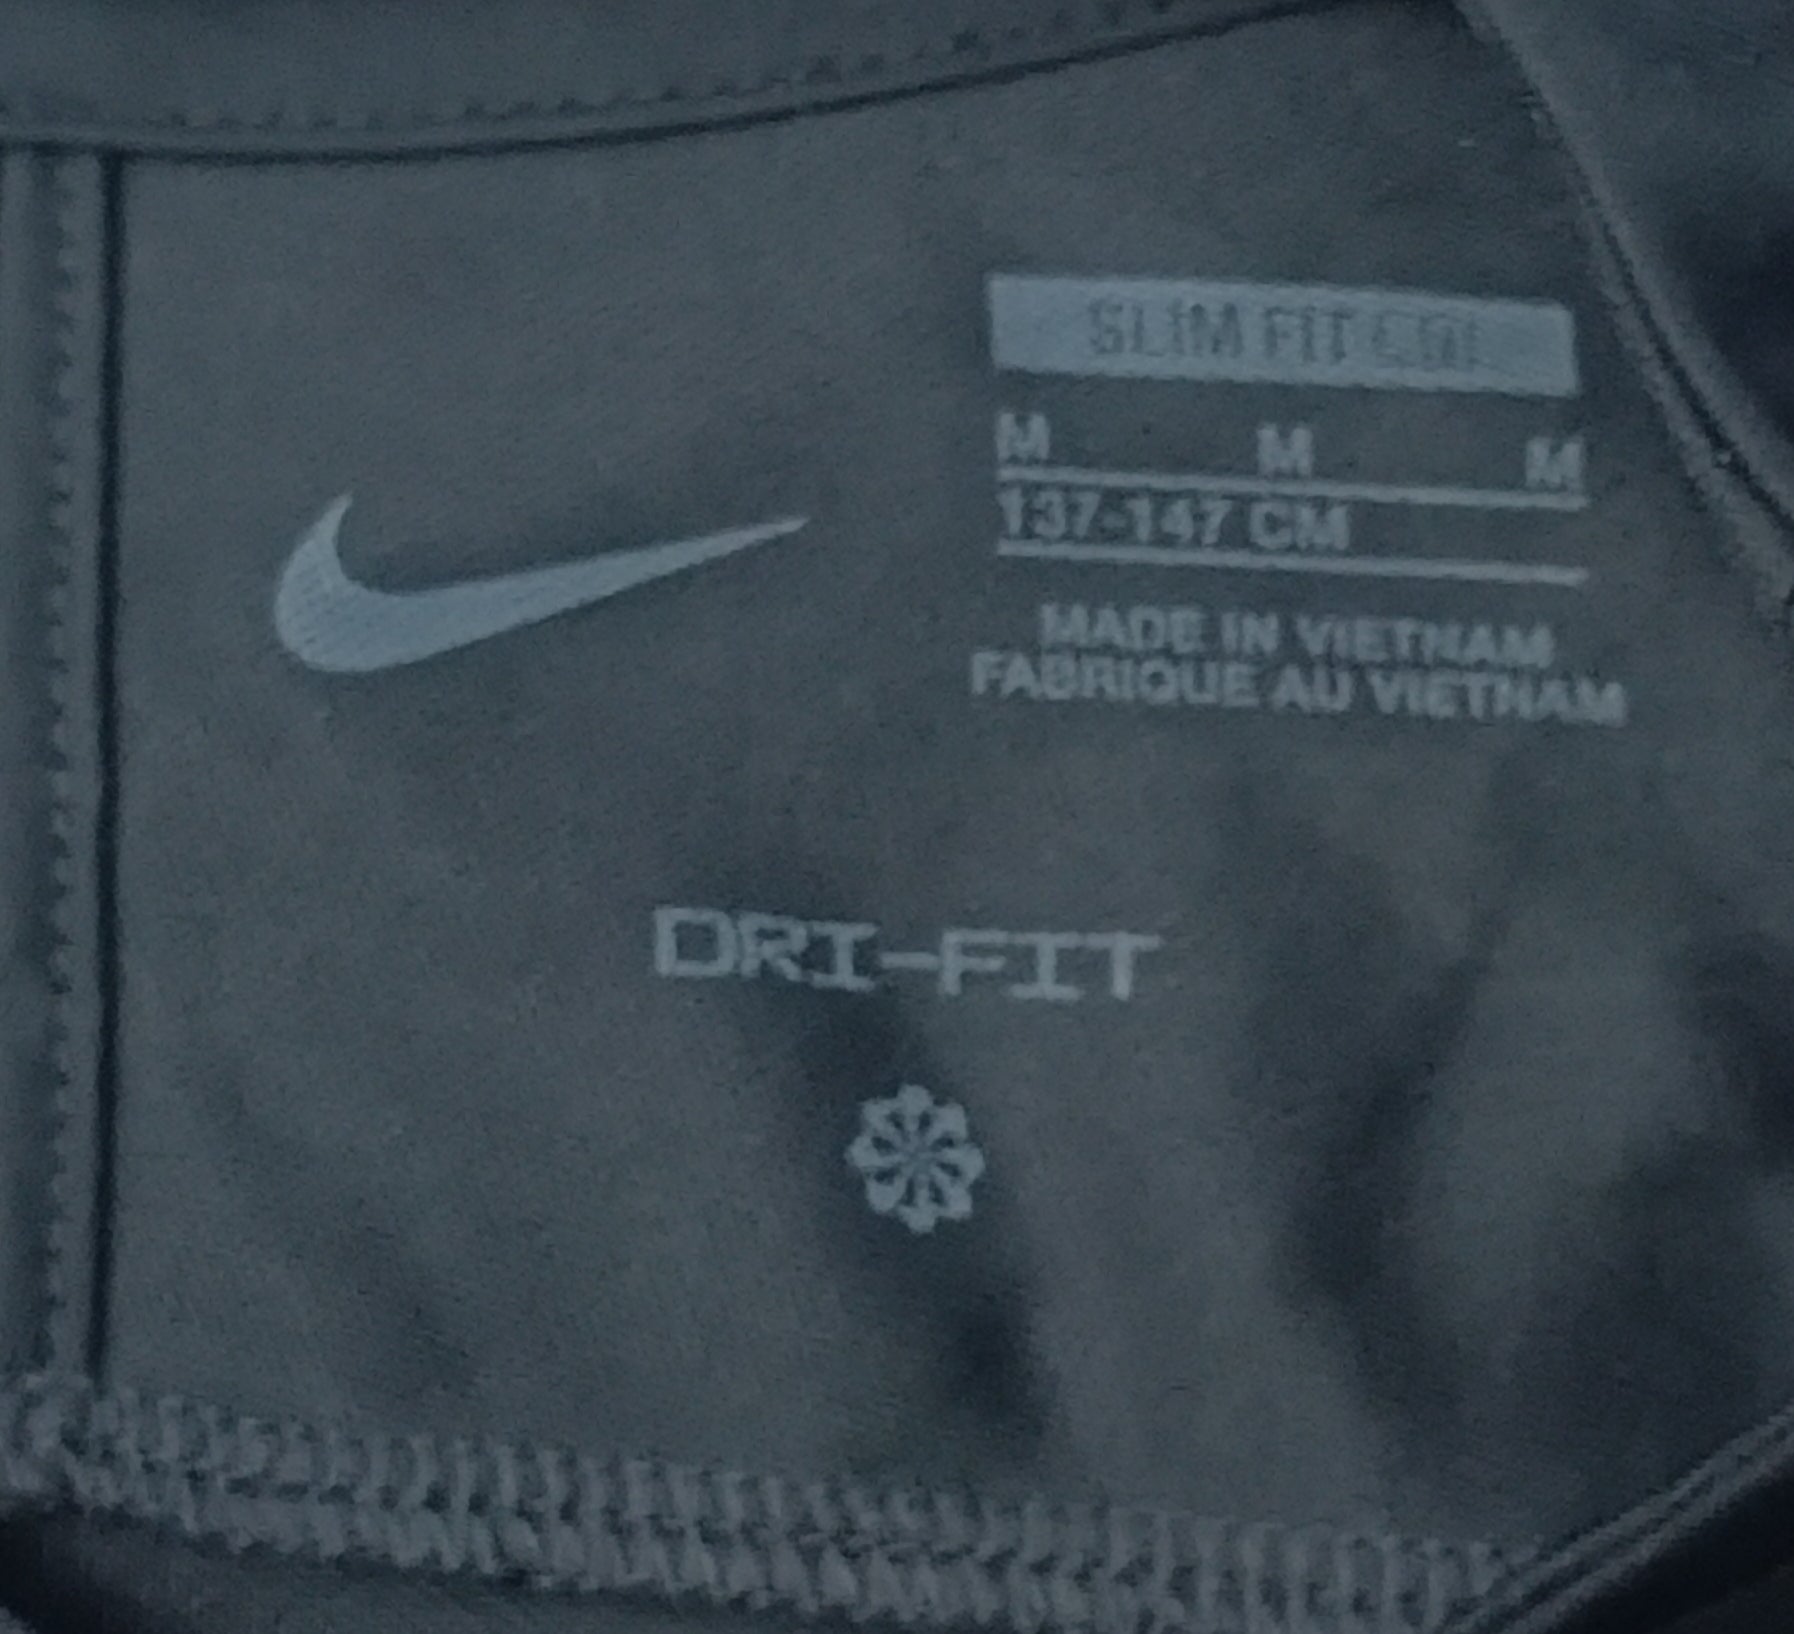 SLIM FIT
M M M
137-147 CM
MADE IN VIETNAM
FABRIQUE AU VIETNAM
DRI-FIT